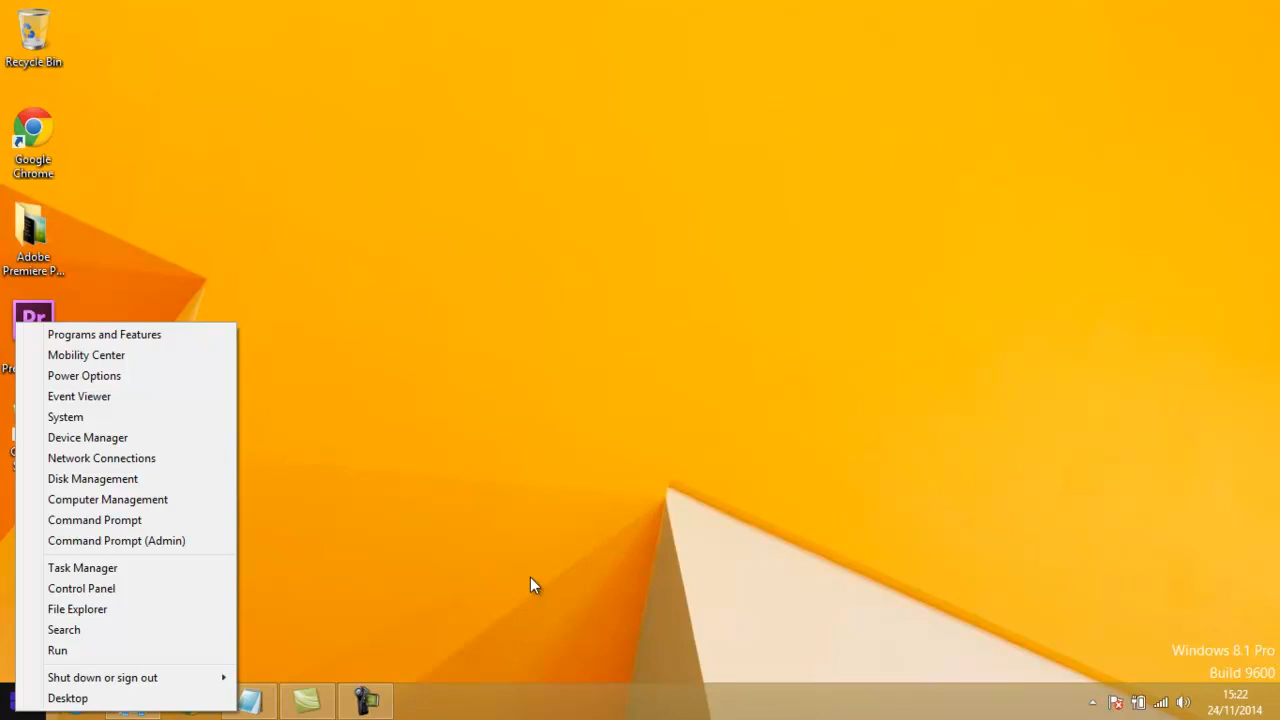 Recycle Bin
Google
Chrome
Adobe
Premiere P...
Pr
Programs and Features
Mobility Center
Power Options
Event Viewer
System
Device Manager
Network Connections
Disk Management
Computer Management
Command Prompt
Command Prompt (Admin)
Task Manager
Control Panel
File Explorer
Search
Run
Shut down or sign out
Desktop
Windows 8.1 Pro
Build 9600
15:22
24/11/2014